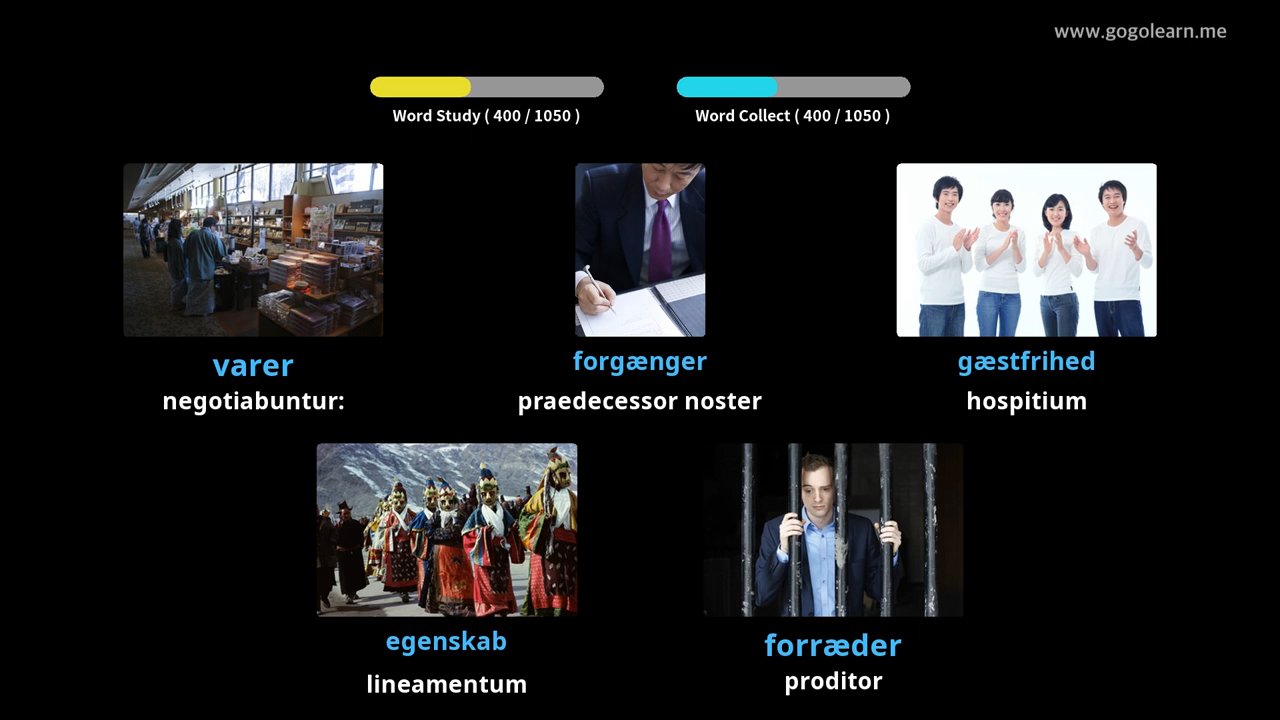 www.gogolearn.me
Word Study ( 400 / 1050 )
Word Collect ( 400 / 1050 )
varer
negotiabuntur:
forgænger
praedecessor noster
gæstfrihed
hospitium
egenskab
lineamentum
forræder
proditor